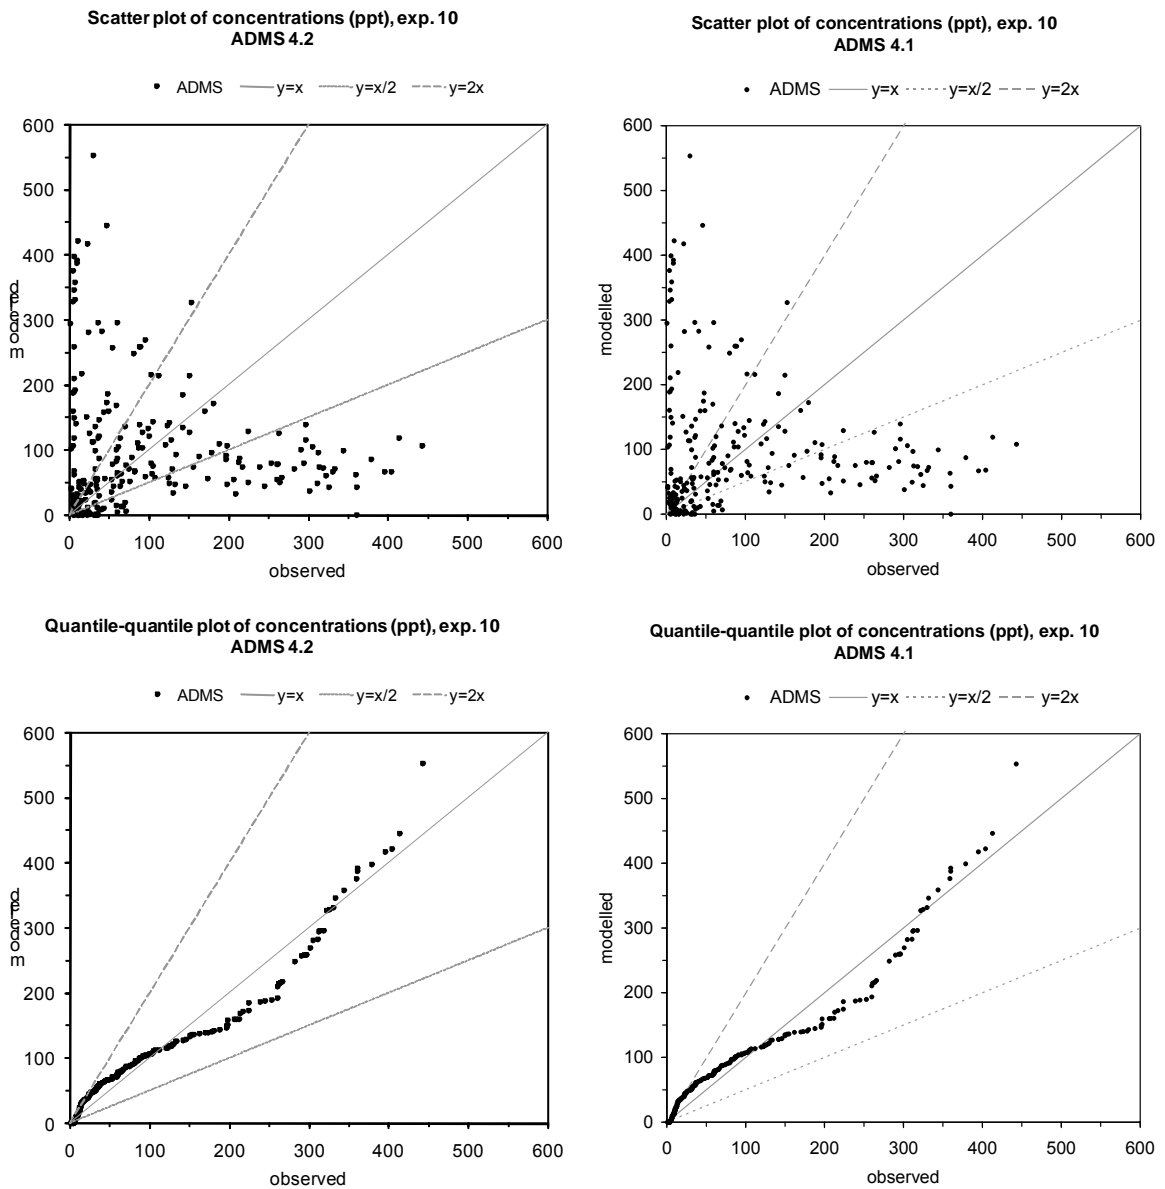 Scatter plot of concentrations (ppt), exp. 10
ADMS 4.2
ADMS y=x y=x/2 y=2x
600
500
400
300
200
100
0
modelled
0 100 200 300 400 500 600
observed
Scatter plot of concentrations (ppt), exp. 10
ADMS 4.1
ADMS y=x y=x/2 y=2x
600
500
400
300
200
100
0
modelled
0 100 200 300 400 500 600
observed
Quantile-quantile plot of concentrations (ppt), exp. 10
ADMS 4.2
ADMS y=x y=x/2 y=2x
600
500
400
300
200
100
0
modelled
0 100 200 300 400 500 600
observed
Quantile-quantile plot of concentrations (ppt), exp. 10
ADMS 4.1
ADMS y=x y=x/2 y=2x
600
500
400
300
200
100
0
modelled
0 100 200 300 400 500 600
observed